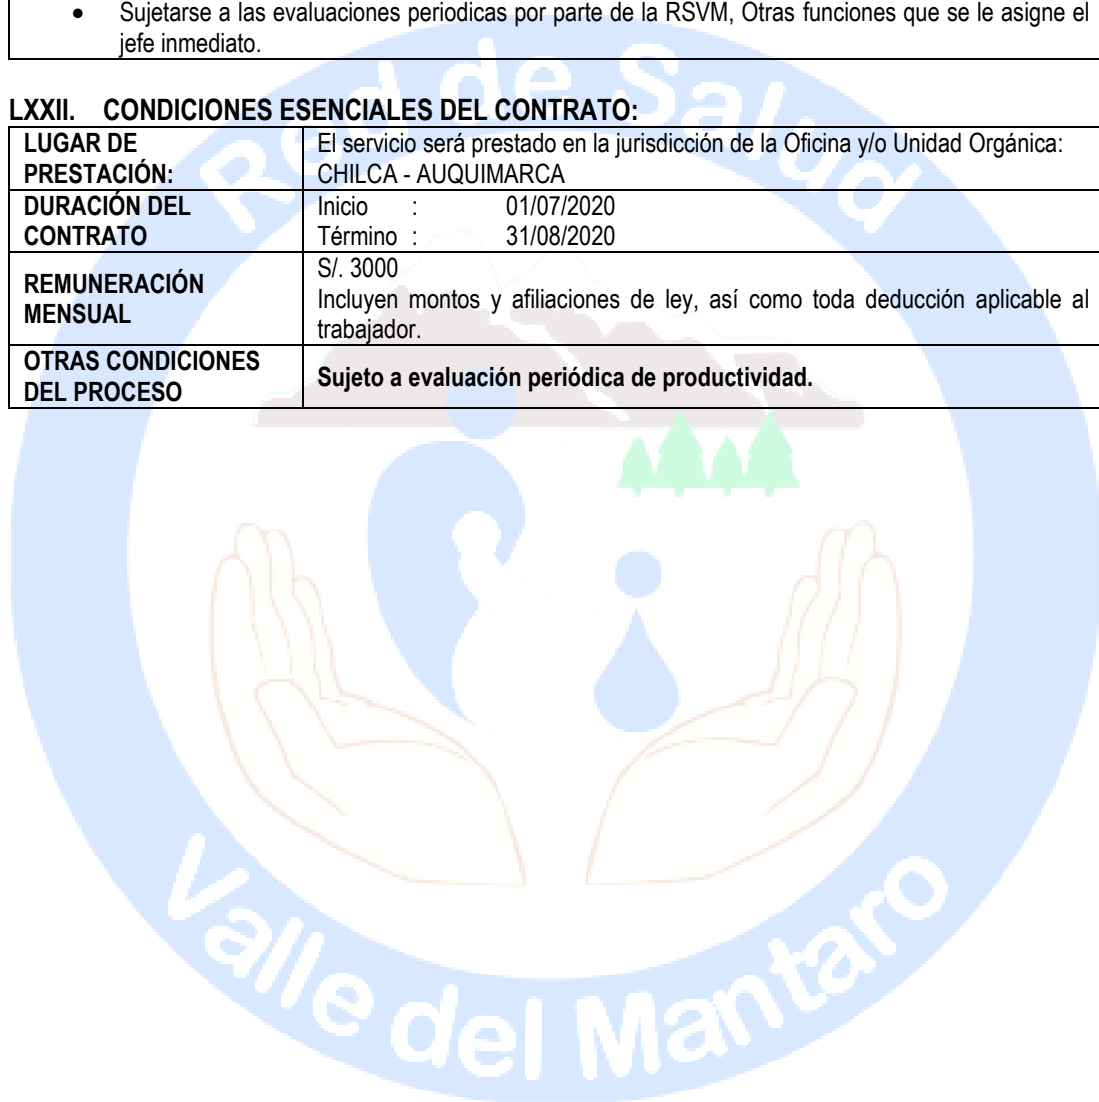 • Sujetarse a las evaluaciones periodicas por parte de la RSVM, Otras funciones que se le asigne el
jefe inmediato.
LXXII. CONDICIONES ESENCIALES DEL CONTRATO:
LUGAR DE
PRESTACIÓN:
El servicio será prestado en la jurisdicción de la Oficina y/o Unidad Orgánica:
CHILCA - AUQUIMARCA
DURACIÓN DEL
CONTRATO
Inicio : 01/07/2020
Término : 31/08/2020
REMUNERACIÓN
MENSUAL
S/. 3000
Incluyen montos y afiliaciones de ley, así como toda deducción aplicable al
trabajador.
OTRAS CONDICIONES
DEL PROCESO
Sujeto a evaluación periódica de productividad.
Red de Salud
Valle del Mantaro